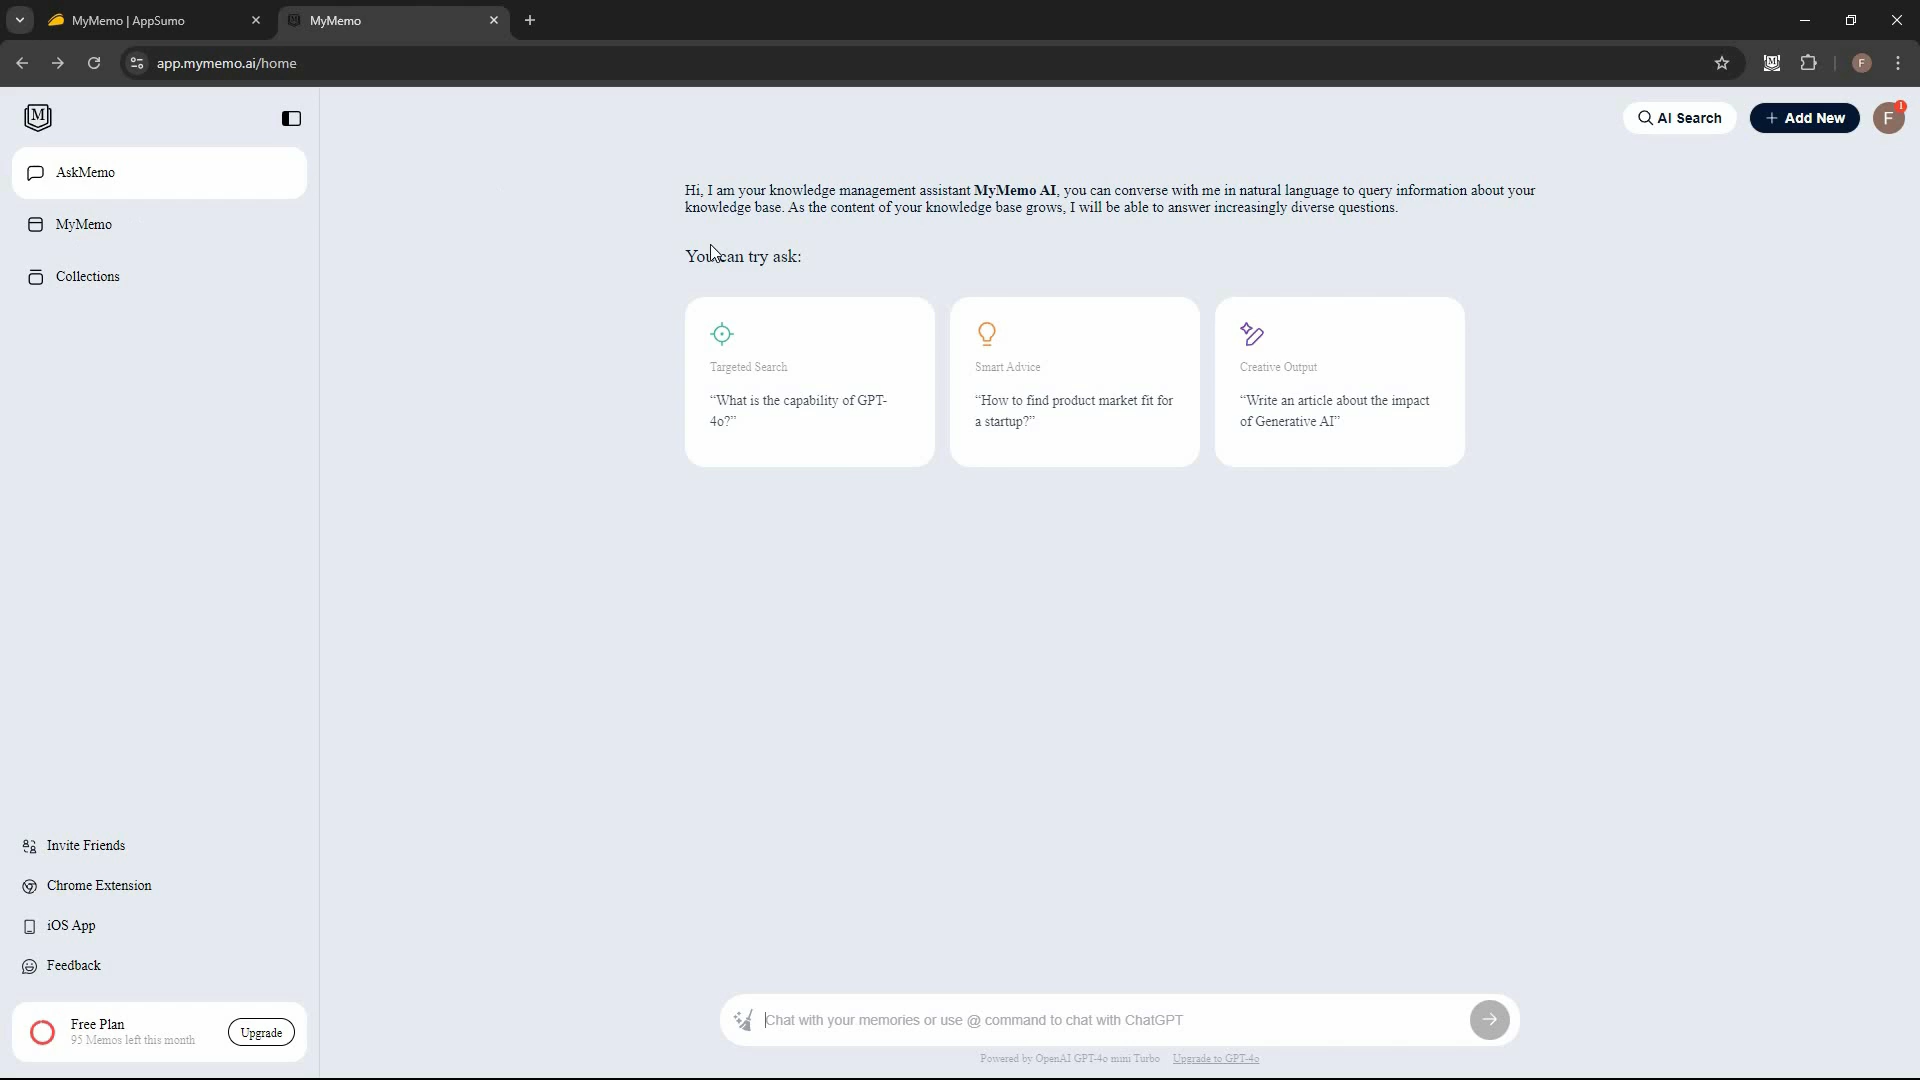 MyMemo | AppSumo
MyMemo
app.mymemo.ai/home
F
M
AI Search
+ Add New
F
1
AskMemo
MyMemo
Collections
Hi, I am your knowledge management assistant MyMemo AI, you can converse with me in natural language to query information about your
knowledge base. As the content of your knowledge base grows, I will be able to answer increasingly diverse questions.
You can try ask:
Targeted Search
“What is the capability of GPT-
4o?”
Smart Advice
“How to find product market fit for
a startup?”
Creative Output
“Write an article about the impact
of Generative AI”
Invite Friends
Chrome Extension
iOS App
Feedback
Free Plan
95 Memos left this month
Upgrade
Chat with your memories or use @ command to chat with ChatGPT
Powered by OpenAI GPT-4o mini Turbo Upgrade to GPT-4o